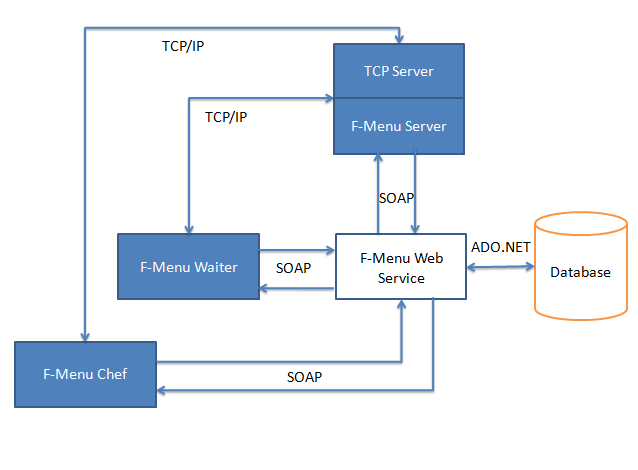 TCP/IP
TCP Server
TCP/IP
F-Menu Server
SOAP
ADO.NET
F-Menu Waiter
SOAP
F-Menu Web
Service
Database
F-Menu Chef
SOAP